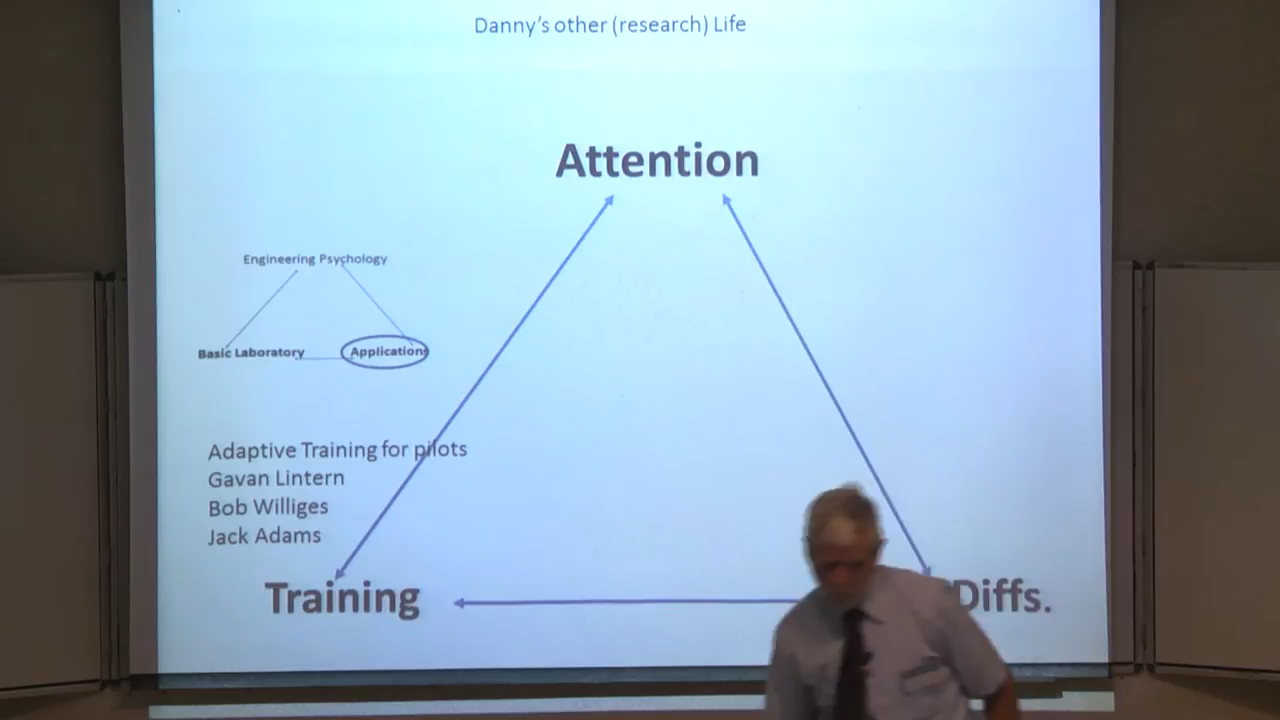 Danny's other (research) Life
Attention
Engineering Psychology
Basic Laboratory
Applications
Adaptive Training for pilots
Gavan Lintern
Bob Williges
Jack Adams
Training
Diffs.